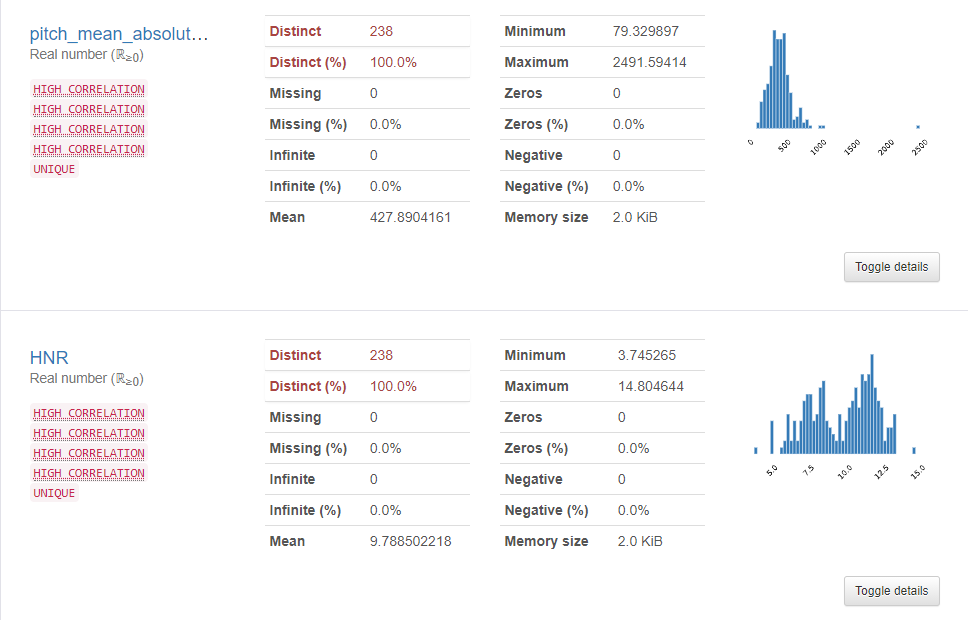 pitch_mean_absolut…
Real number (ℝ≥0)
HIGH CORRELATION
HIGH CORRELATION
HIGH CORRELATION
HIGH CORRELATION
UNIQUE
Distinct 238
Distinct (%) 100.0%
Missing 0
Missing (%) 0.0%
Infinite 0
Infinite (%) 0.0%
Mean 427.8904161
Minimum 79.329897
Maximum 2491.59414
Zeros 0
Zeros (%) 0.0%
Negative 0
Negative (%) 0.0%
Memory size 2.0 KiB
0 500 1000 1500 2000 2500
Toggle details
HNR
Real number (ℝ≥0)
HIGH CORRELATION
HIGH CORRELATION
HIGH CORRELATION
HIGH CORRELATION
UNIQUE
Distinct 238
Distinct (%) 100.0%
Missing 0
Missing (%) 0.0%
Infinite 0
Infinite (%) 0.0%
Mean 9.788502218
Minimum 3.745265
Maximum 14.804644
Zeros 0
Zeros (%) 0.0%
Negative 0
Negative (%) 0.0%
Memory size 2.0 KiB
5.0 7.5 10.0 12.5 15.0
Toggle details